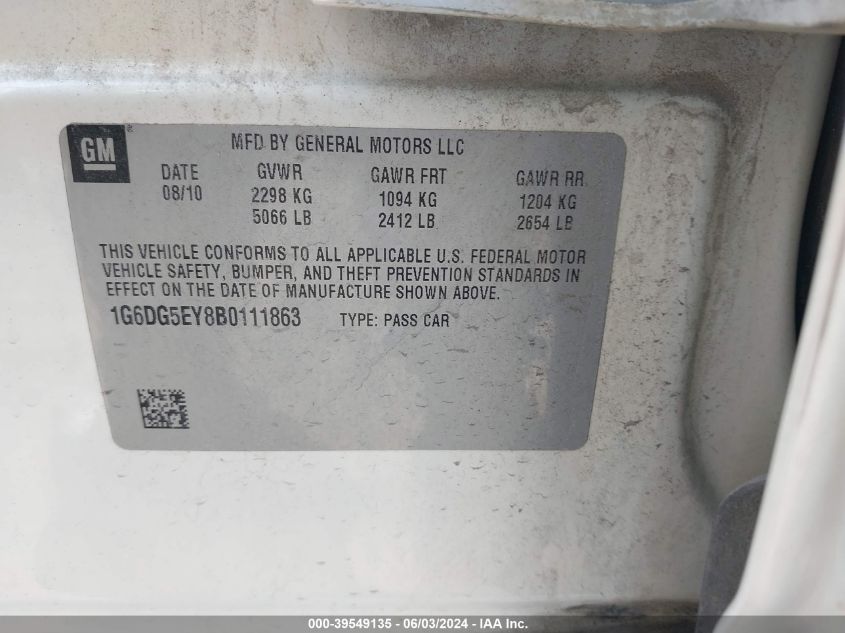 GM
MFD BY GENERAL MOTORS LLC
DATE GVWR GAWR FRT GAWR RR
08/10 2298 KG 1094 KG 1204 KG
5066 LB 2412 LB 2654 LB
THIS VEHICLE CONFORMS TO ALL APPLICABLE U.S. FEDERAL MOTOR
VEHICLE SAFETY, BUMPER, AND THEFT PREVENTION STANDARDS IN
EFFECT ON THE DATE OF MANUFACTURE SHOWN ABOVE.
1G6DG5EY8B0111863 TYPE: PASS CAR
000-39549135 - 06/03/2024 - IAA Inc.